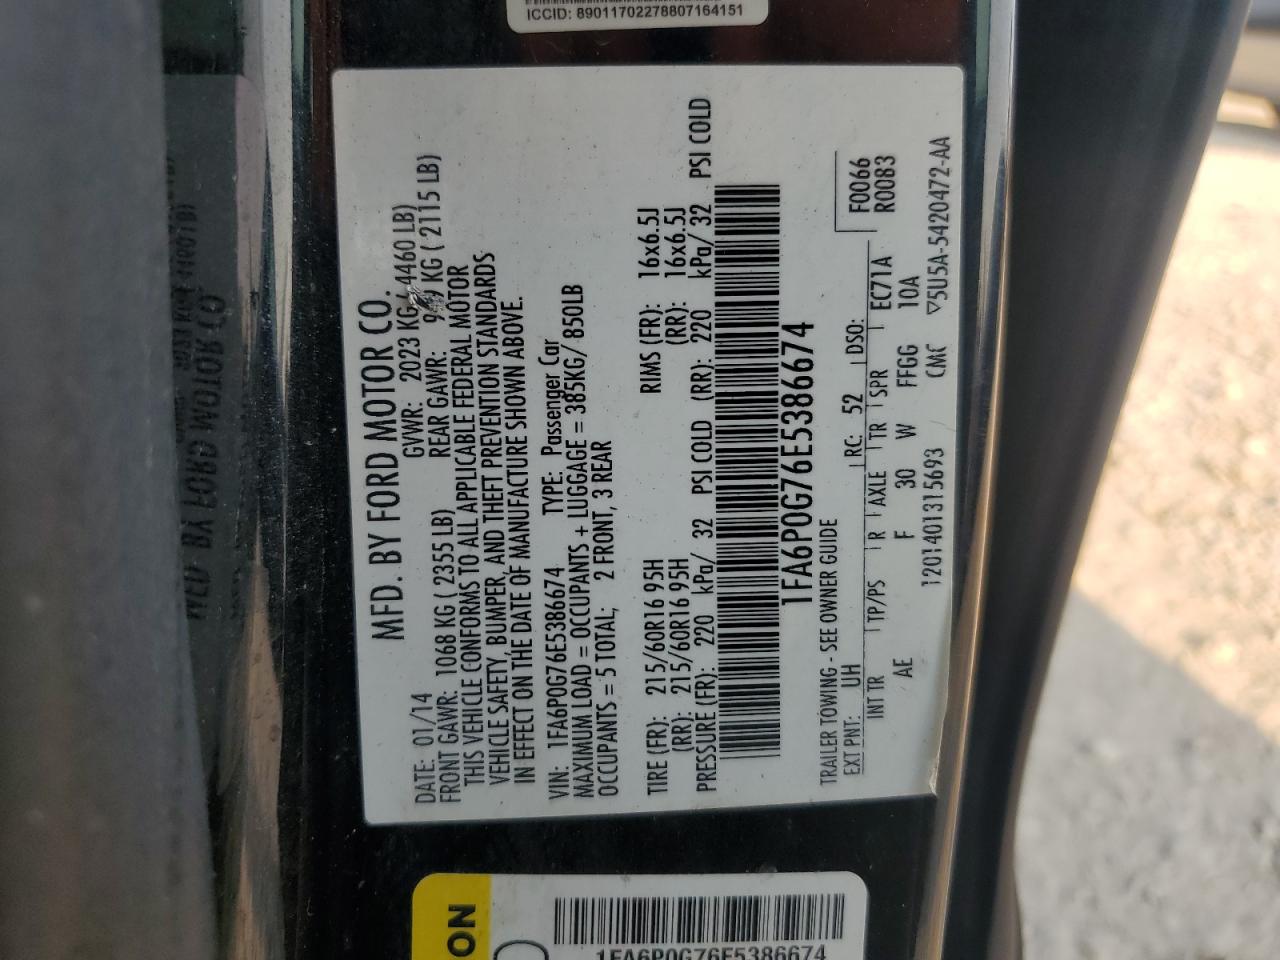 ICCID: 89011702278807164151
MFD. BY FORD MOTOR CO.
DATE: 01/14 GVWR: 2023 KG ( 4460 LB)
FRONT GAWR: 1068 KG ( 2355 LB) REAR GAWR: KG ( 2115 LB)
THIS VEHICLE CONFORMS TO ALL APPLICABLE FEDERAL MOTOR
VEHICLE SAFETY, BUMPER, AND THEFT PREVENTION STANDARDS
IN EFFECT ON THE DATE OF MANUFACTURE SHOWN ABOVE.
VIN: 1FA6P0G76E5386674 TYPE: Passenger Car
MAXIMUM LOAD = OCCUPANTS + LUGGAGE = 385KG/ 850LB
OCCUPANTS = 5 TOTAL; 2 FRONT, 3 REAR
TIRE (FR): 215/60R16 95H RIMS (FR): 16x6.5J
(RR): 215/60R16 95H (RR): 16x6.5J
PRESSURE (FR): 220 kPa/ 32 PSI COLD (RR): 220 kPa/ 32 PSI COLD
1FA6P0G76E5386674
TRAILER TOWING - SEE OWNER GUIDE
F0066
R0083
EXT PNT: UH RC: 52 DSO:
INT TR TP/PS R AXLE TR SPR EC71A
AE F 30 W FFGG 10A
1201401315693 CMC ▽5U5A-5420472-AA
ON
1FA6P0G76E5386674